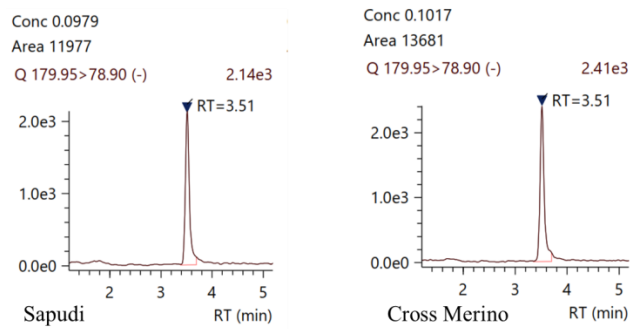 Conc 0.0979
Area 11977
Q 179.95>78.90 (-) 2.14e3
RT=3.51
2.0e3
1.0e3
0.0e0
2 3 4 5
Sapudi RT (min)
Conc 0.1017
Area 13681
Q 179.95>78.90 (-) 2.41e3
RT=3.51
2.0e3
1.0e3
0.0e0
2 3 4 5
Cross Merino RT (min)